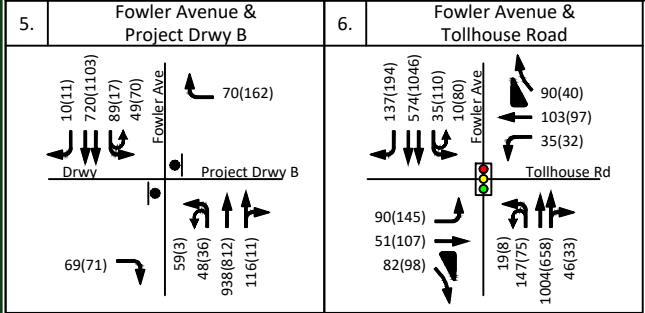 5.
Fowler Avenue &
Project Drwy B
10(11)
720(1103)
89(17)
49(70)
Fowler Ave
70(162)
Drwy
Project Drwy B
69(71)
59(3)
48(36)
938(812)
116(11)
6.
Fowler Avenue &
Tollhouse Road
137(194)
574(1046)
35(110)
10(80)
Fowler Ave
90(40)
103(97)
35(32)
Tollhouse Rd
90(145)
51(107)
82(98)
19(8)
147(75)
1004(658)
46(33)